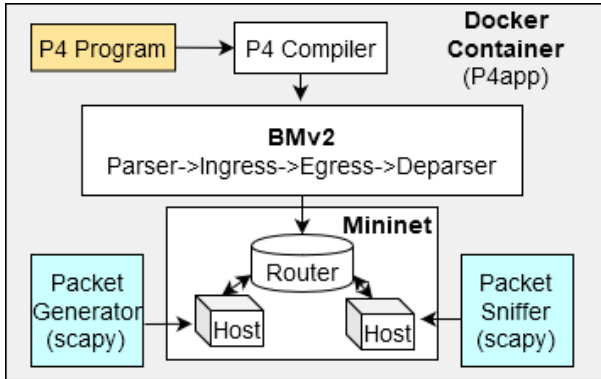 P4 Program
P4 Compiler
Docker
Container
(P4app)
BMv2
Parser->Ingress->Egress->Deparser
Mininet
Router
Packet
Generator
(scapy)
Host
Host
Packet
Sniffer
(scapy)